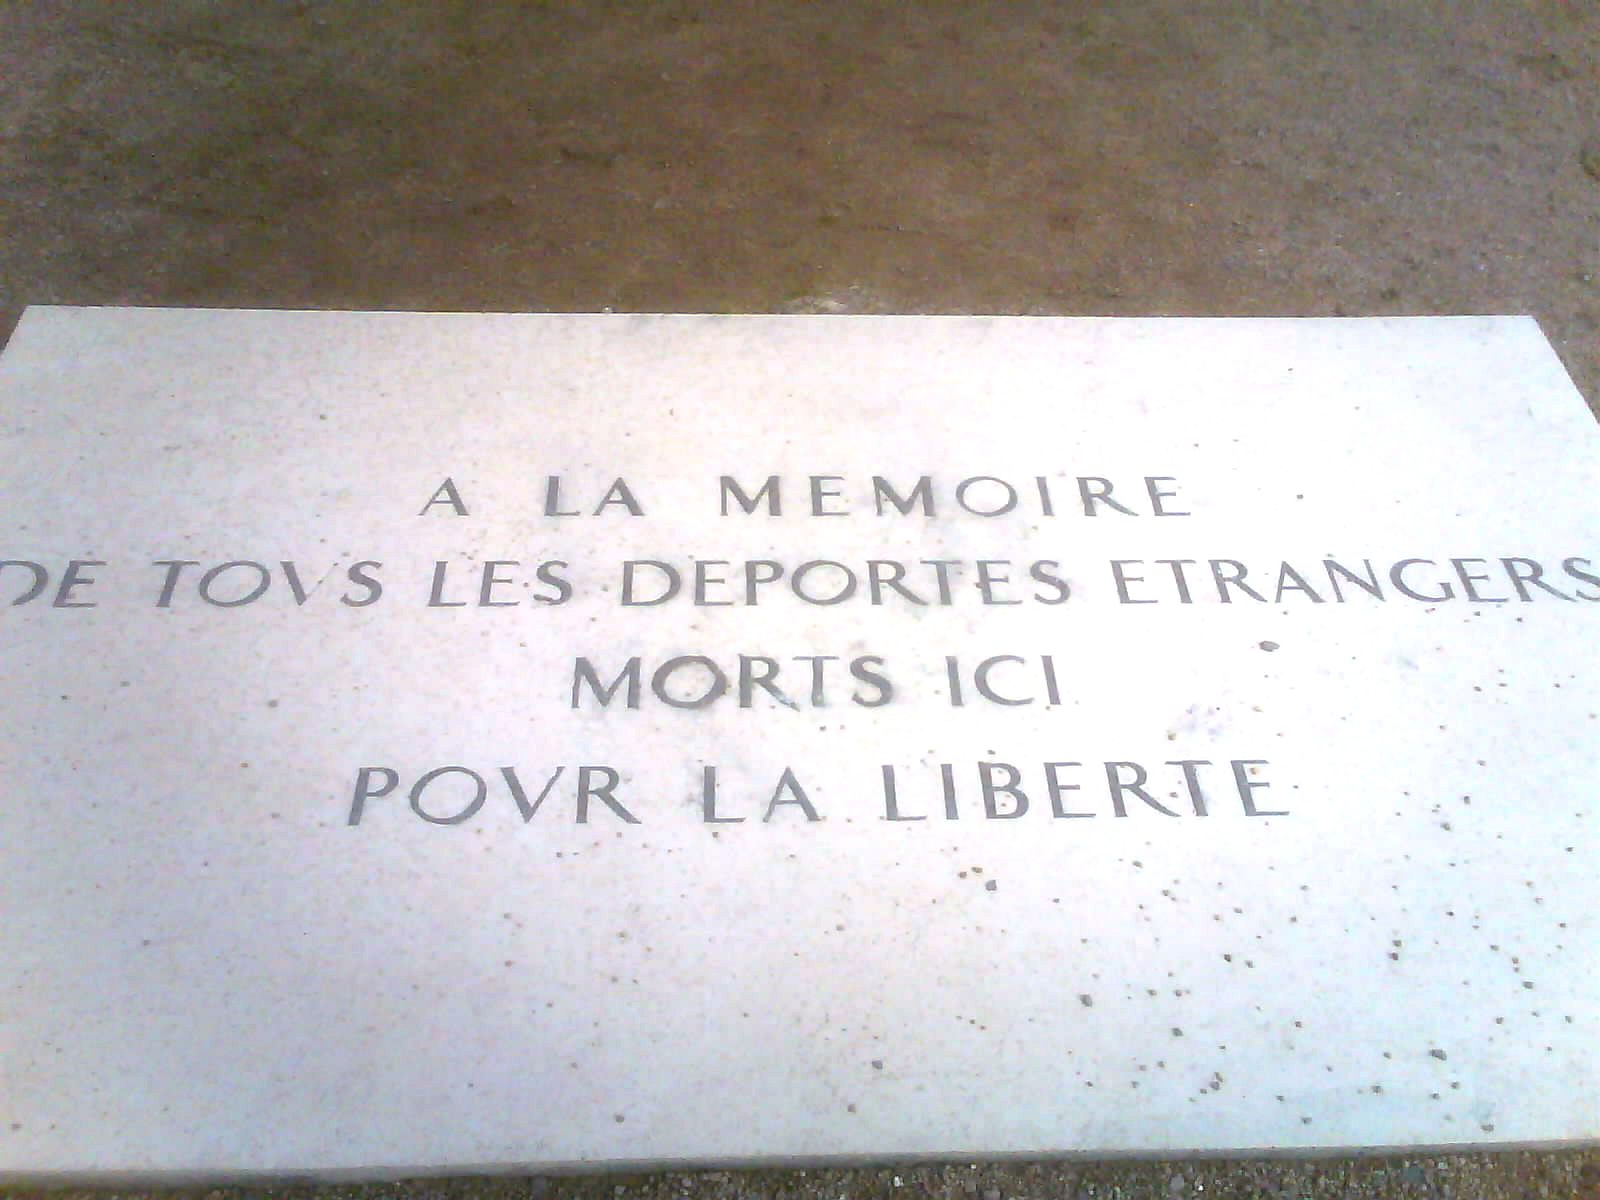 A LA MEMOIRE
DE TOVS LES DEPORTES ETRANGERS
MORTS ICI
POVR LA LIBERTE